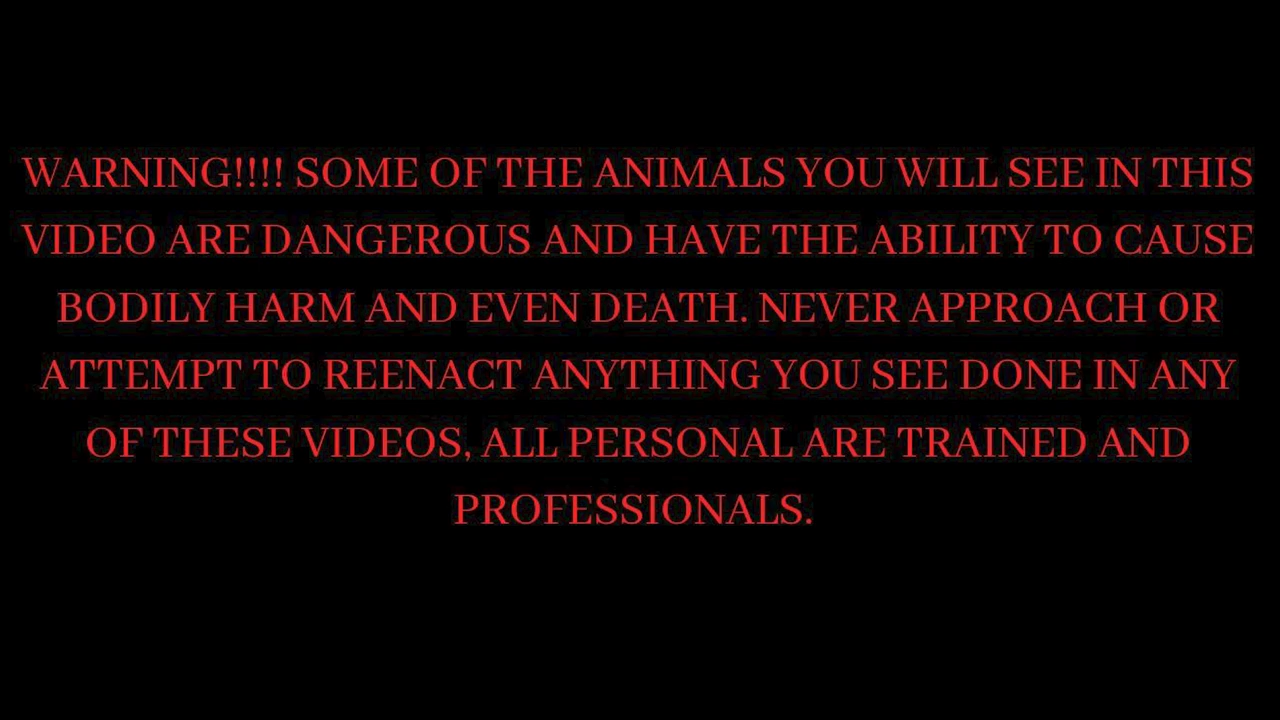 WARNING!!!! SOME OF THE ANIMALS YOU WILL SEE IN THIS
VIDEO ARE DANGEROUS AND HAVE THE ABILITY TO CAUSE
BODILY HARM AND EVEN DEATH. NEVER APPROACH OR
ATTEMPT TO REENACT ANYTHING YOU SEE DONE IN ANY
OF THESE VIDEOS, ALL PERSONAL ARE TRAINED AND
PROFESSIONALS.